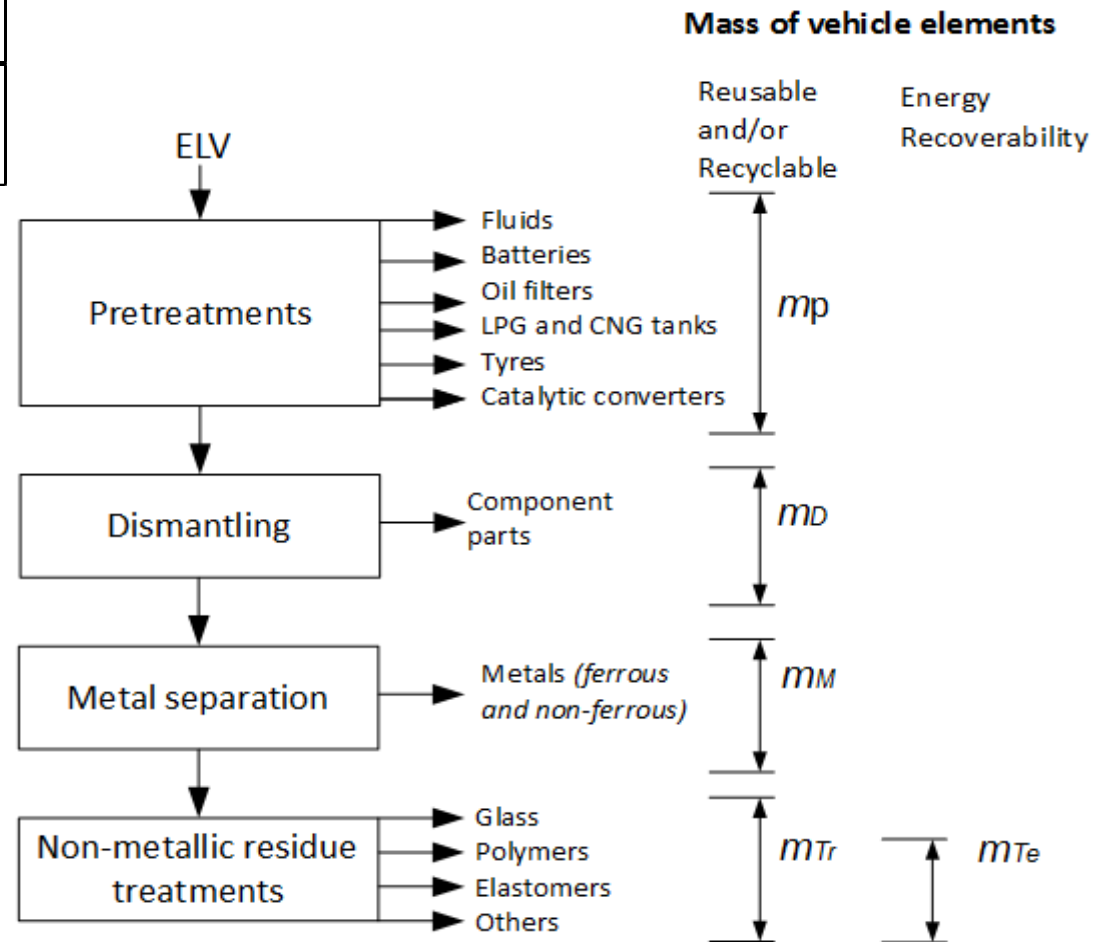 Mass of vehicle elements
Reusable
and/or
Recyclable
Energy
Recoverability
ELV
Pretreatments
Fluids
Batteries
Oil filters
LPG and CNG tanks
Tyres
Catalytic converters
mp
Dismantling
Component
parts
mD
Metal separation
Metals (ferrous
and non-ferrous)
mM
Non-metallic residue
treatments
Glass
Polymers
Elastomers
Others
mTr
mTe